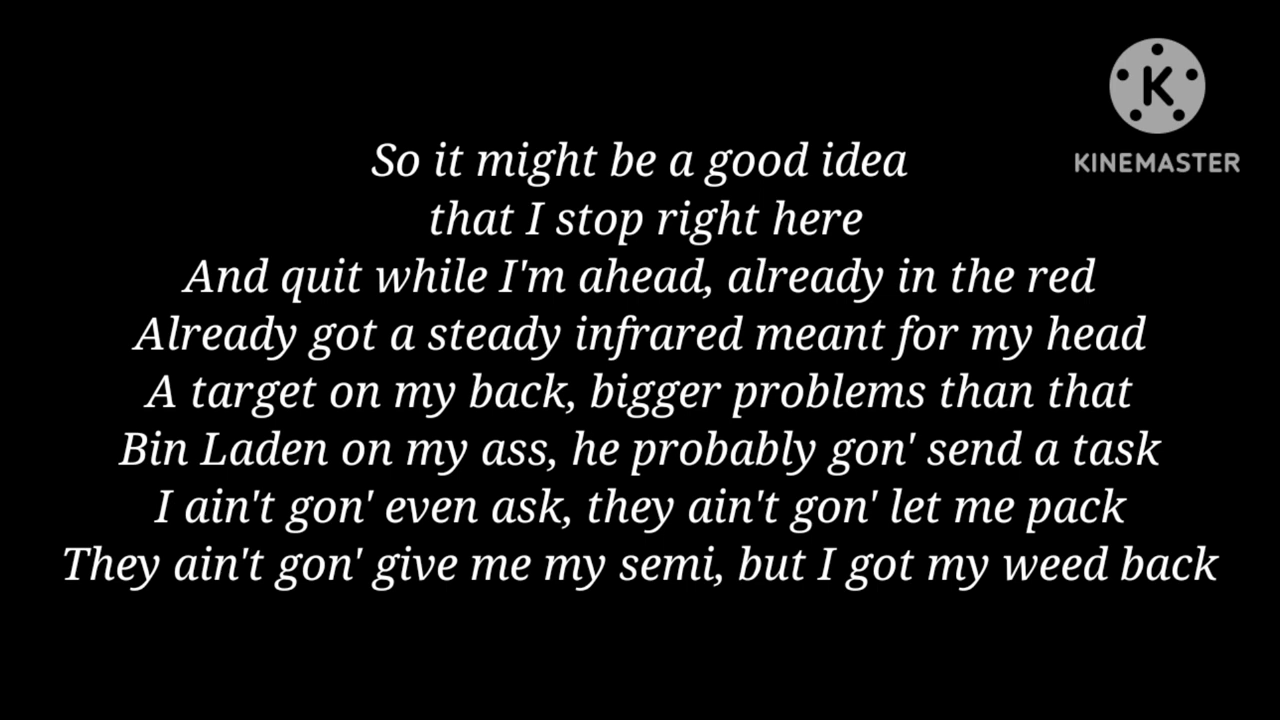 KINEMASTER
So it might be a good idea
that I stop right here
And quit while I'm ahead, already in the red
Already got a steady infrared meant for my head
A target on my back, bigger problems than that
Bin Laden on my ass, he probably gon' send a task
I ain't gon' even ask, they ain't gon' let me pack
They ain't gon' give me my semi, but I got my weed back